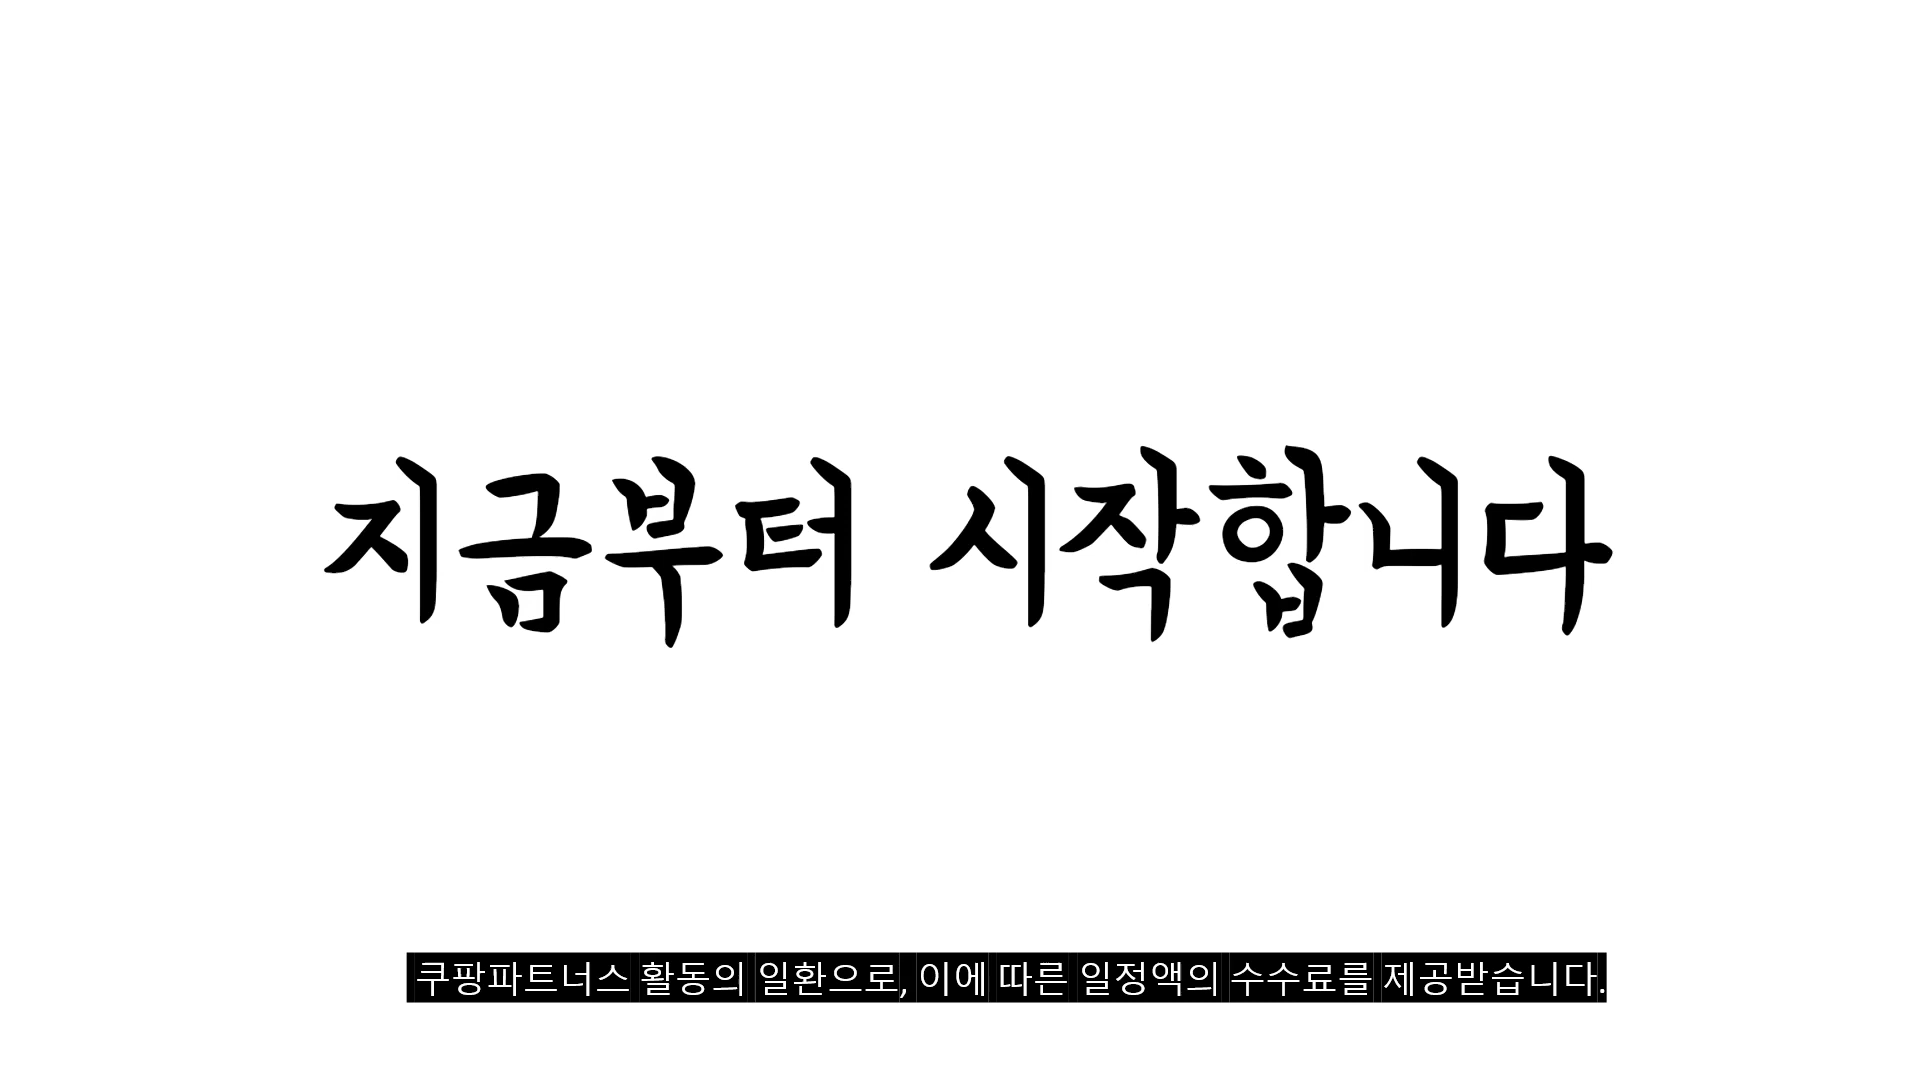 지금부터 시작합니다
쿠팡파트너스 활동의 일환으로, 이에 따른 일정액의 수수료를 제공받습니다.